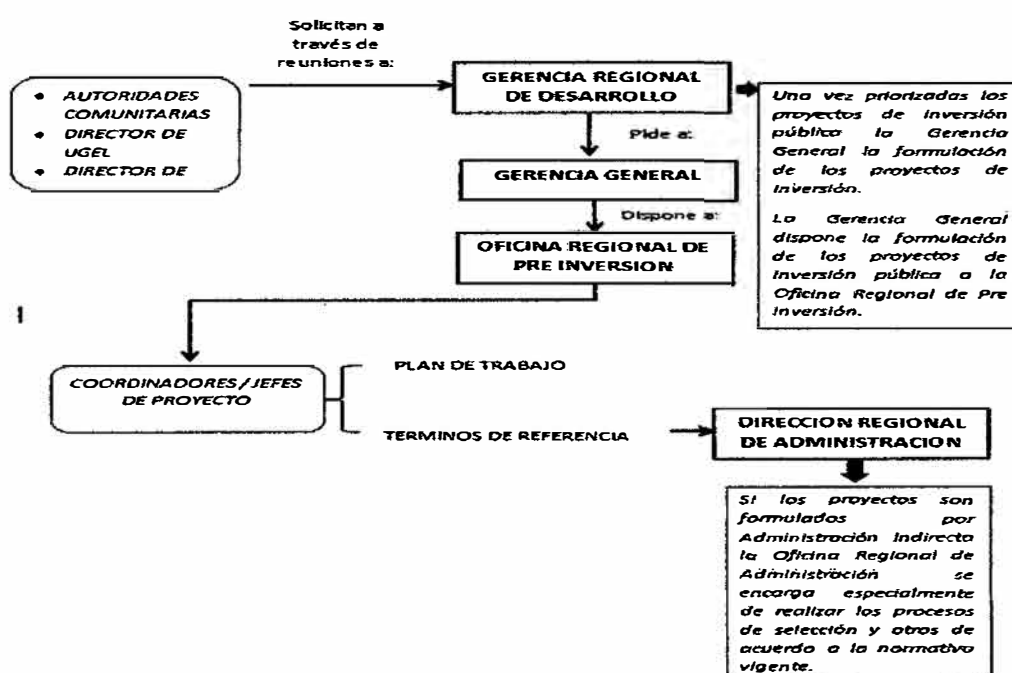 Solicitan a
través de
reuniones a:
• AUTORIDADES
COMUNITARIAS
• DIRECTOR DE
UGEL
• DIRECTOR DE
GERENCIA REGIONAL
DE DESARROLLO
Pide a:
GERENCIA GENERAL
Dispone a:
OFICINA REGIONAL DE
PRE INVERSION
Una vez priorizadas los
proyectos de inversión
pública la Gerencia
General la formulación
de los proyectos de
inversión.
La Gerencia General
dispone la formulación
de los proyectos de
inversión pública a la
Oficina Regional de Pre
inversión.
COORDINADORES / JEFES
DE PROYECTO
PLAN DE TRABAJO
TERMINOS DE REFERENCIA
DIRECCION REGIONAL
DE ADMINISTRACION
Si los proyectos son
formulados por
Administración Indirecta
la Oficina Regional de
Administración se
encarga especialmente
de realizar los procesos
de selección y otros de
acuerdo a la normativa
vigente.